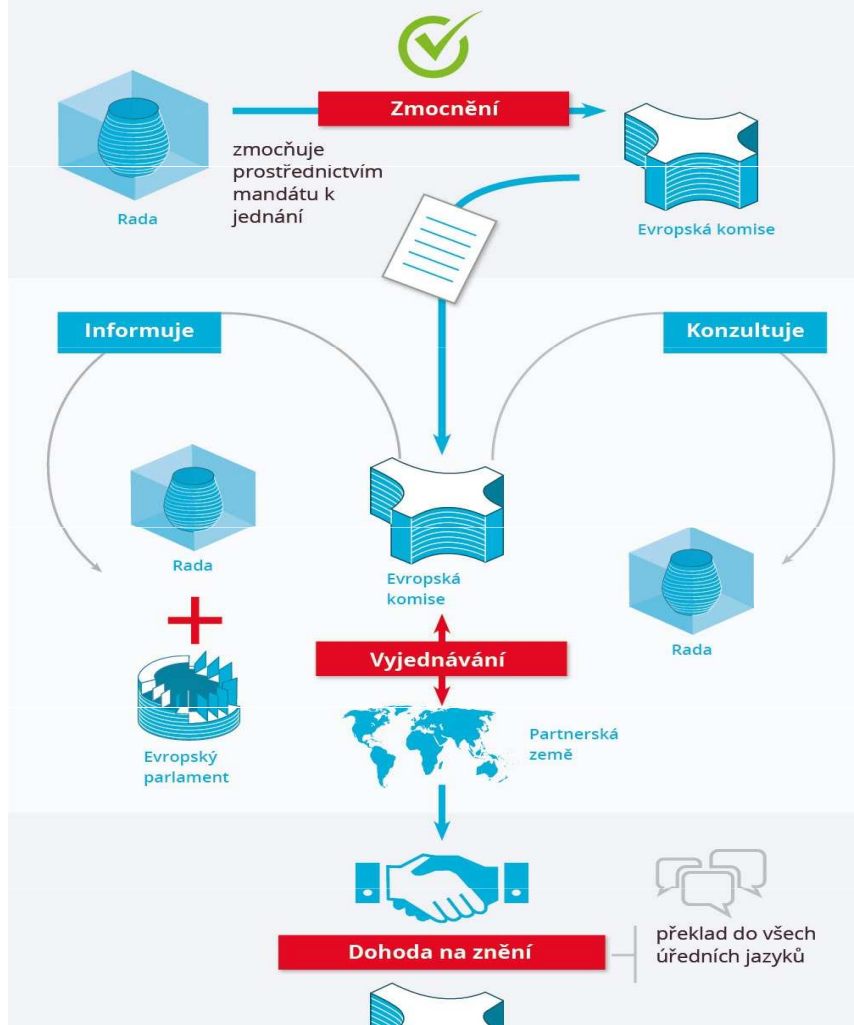 Zmocnění
zmocňuje
prostřednictvím
mandátu k
jednání
Rada
Evropská komise
Informuje
Konzultuje
Rada
Evropská
komise
Rada
Vyjednávání
Evropský
parlament
Partnerská
země
Dohoda na znění
překlad do všech
úředních jazyků